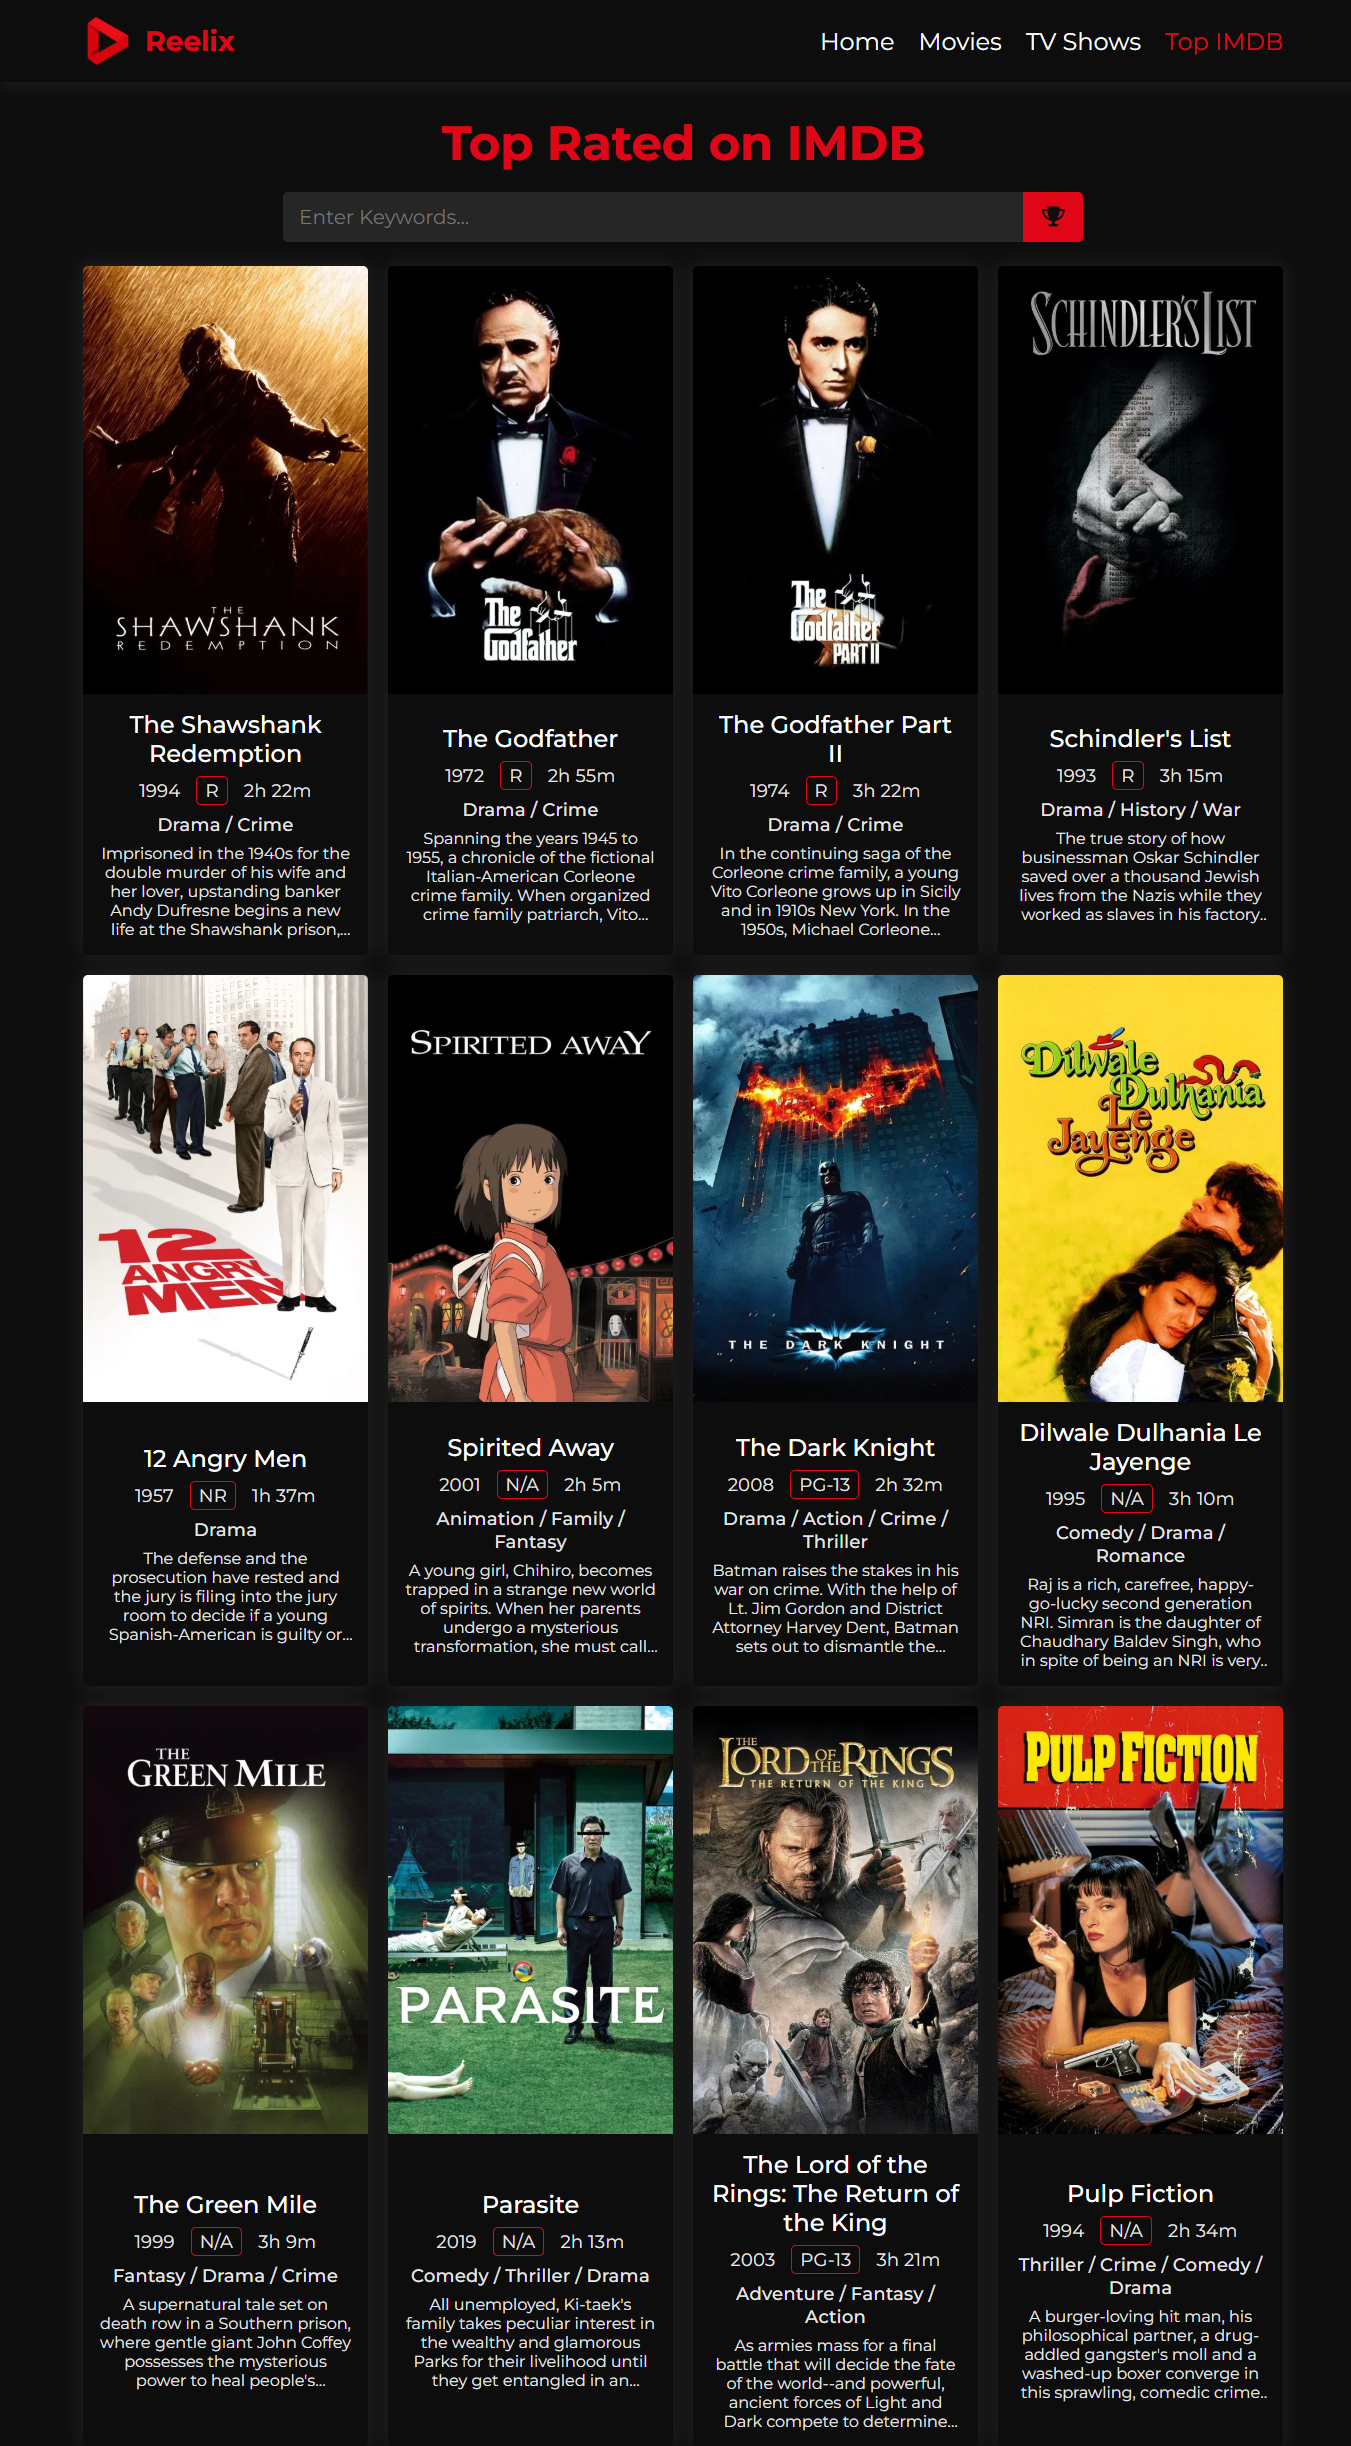 Reelix
Home Movies TV Shows Top IMDB
Top Rated on IMDB
Enter Keywords...
THE
SHAWSHANK
REDEMPTION
The Shawshank
Redemption
1994 R 2h 22m
Drama / Crime
Imprisoned in the 1940s for the
double murder of his wife and
her lover, upstanding banker
Andy Dufresne begins a new
life at the Shawshank prison,...
The
Godfather
The Godfather
1972 R 2h 55m
Drama / Crime
Spanning the years 1945 to
1955, a chronicle of the fictional
Italian-American Corleone
crime family. When organized
crime family patriarch, Vito...
The
Godfather
PART II
The Godfather Part
II
1974 R 3h 22m
Drama / Crime
In the continuing saga of the
Corleone crime family, a young
Vito Corleone grows up in Sicily
and in 1910s New York. In the
1950s, Michael Corleone...
SCHINDLER'S LIST
Schindler's List
1993 R 3h 15m
Drama / History / War
The true story of how
businessman Oskar Schindler
saved over a thousand Jewish
lives from the Nazis while they
worked as slaves in his factory..
12
ANGRY
MEN
12 Angry Men
1957 NR 1h 37m
Drama
The defense and the
prosecution have rested and
the jury is filing into the jury
room to decide if a young
Spanish-American is guilty or...
SPIRITED AWAY
Spirited Away
2001 N/A 2h 5m
Animation / Family /
Fantasy
A young girl, Chihiro, becomes
trapped in a strange new world
of spirits. When her parents
undergo a mysterious
transformation, she must call...
THE DARK KNIGHT
The Dark Knight
2008 PG-13 2h 32m
Drama / Action / Crime /
Thriller
Batman raises the stakes in his
war on crime. With the help of
Lt. Jim Gordon and District
Attorney Harvey Dent, Batman
sets out to dismantle the...
Dilwale
Dulhania
Le
Jayenge
Dilwale Dulhania Le
Jayenge
1995 N/A 3h 10m
Comedy / Drama /
Romance
Raj is a rich, carefree, happy-
go-lucky second generation
NRI. Simran is the daughter of
Chaudhary Baldev Singh, who
in spite of being an NRI is very..
THE
GREEN MILE
The Green Mile
1999 N/A 3h 9m
Fantasy / Drama / Crime
A supernatural tale set on
death row in a Southern prison,
where gentle giant John Coffey
possesses the mysterious
power to heal people's...
PARASITE
Parasite
2019 N/A 2h 13m
Comedy / Thriller / Drama
All unemployed, Ki-taek's
family takes peculiar interest in
the wealthy and glamorous
Parks for their livelihood until
they get entangled in an...
THE
LORD OF THE RINGS
THE RETURN OF THE KING
The Lord of the
Rings: The Return of
the King
2003 PG-13 3h 21m
Adventure / Fantasy /
Action
As armies mass for a final
battle that will decide the fate
of the world--and powerful,
ancient forces of Light and
Dark compete to determine...
PULP FICTION
Pulp Fiction
1994 N/A 2h 34m
Thriller / Crime / Comedy /
Drama
A burger-loving hit man, his
philosophical partner, a drug-
addled gangster's moll and a
washed-up boxer converge in
this sprawling, comedic crime..